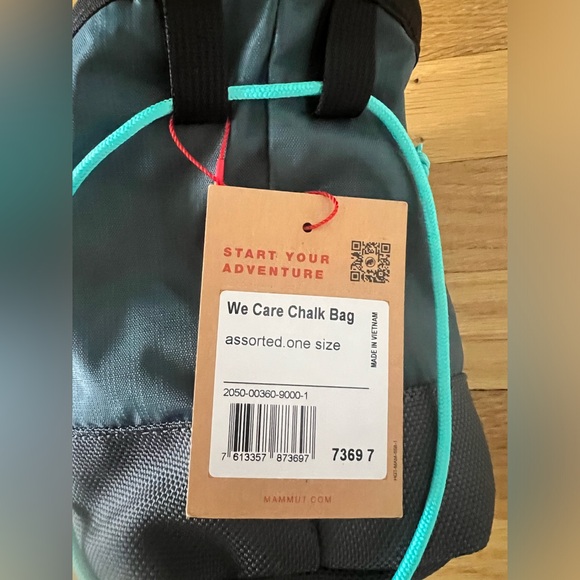 START YOUR
ADVENTURE
We Care Chalk Bag
assorted.one size
MADE IN VIETNAM
2050-00360-9000-1
7 613357 873697
7369 7
MAMMUT.COM